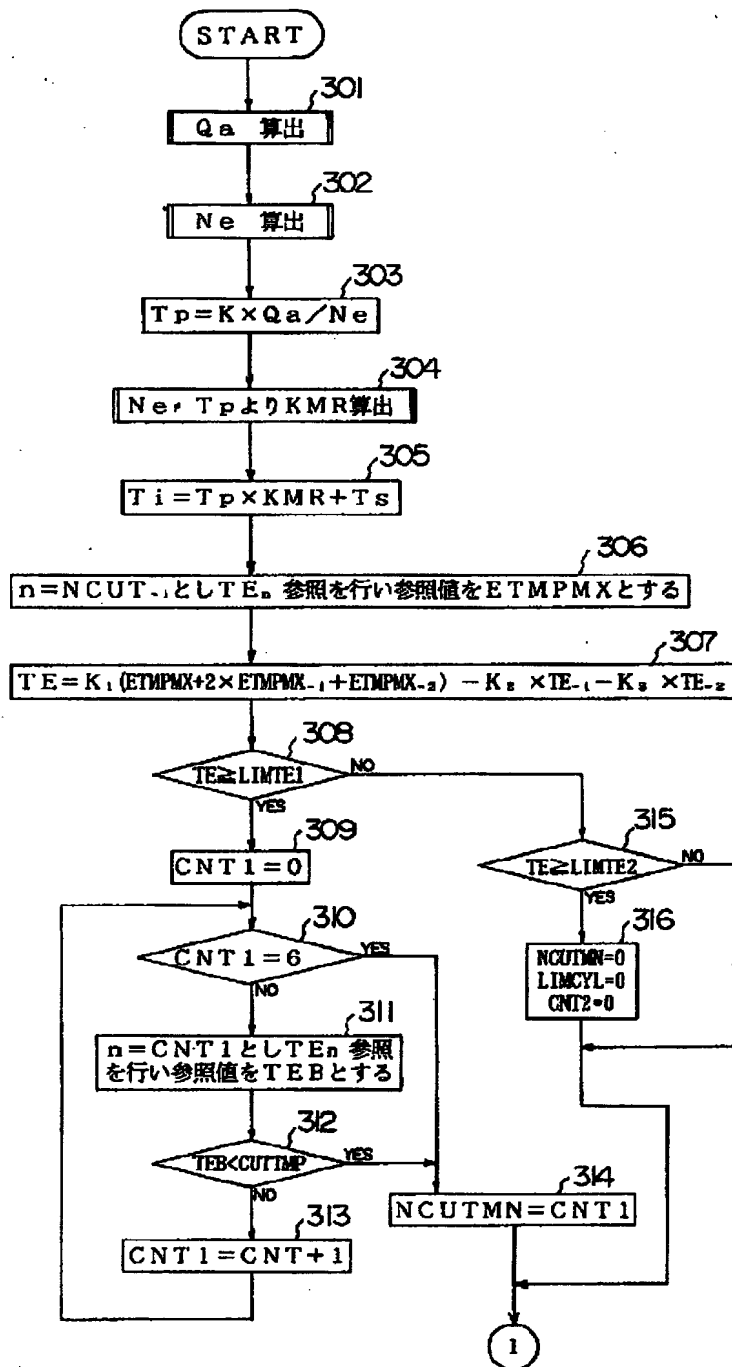 START
301
Qa 算出
302
Ne 算出
303
Tp=K×Qa/Ne
304
Ne,TpよりKMR算出
305
Ti=Tp×KMR+Ts
306
n=NCUT₋₁としTEₙ 参照を行い参照値をETMPMXとする
307
TE=K₁(ETMPMX+2×ETMPMX₋₁+ETMPMX₋₂)-K₂×TE₋₁-K₃×TE₋₂
308
TE≧LIMTE1
NO
YES
309
CNT1=0
315
TE≧LIMTE2
NO
YES
310
CNT1=6
YES
NO
316
NCUTMN=0
LIMCYL=0
CNT2=0
311
n=CNT1としTEn 参照
を行い参照値をTEBとする
312
TEB<CUTTMP
YES
NO
314
NCUTMN=CNT1
313
CNT1=CNT+1
1